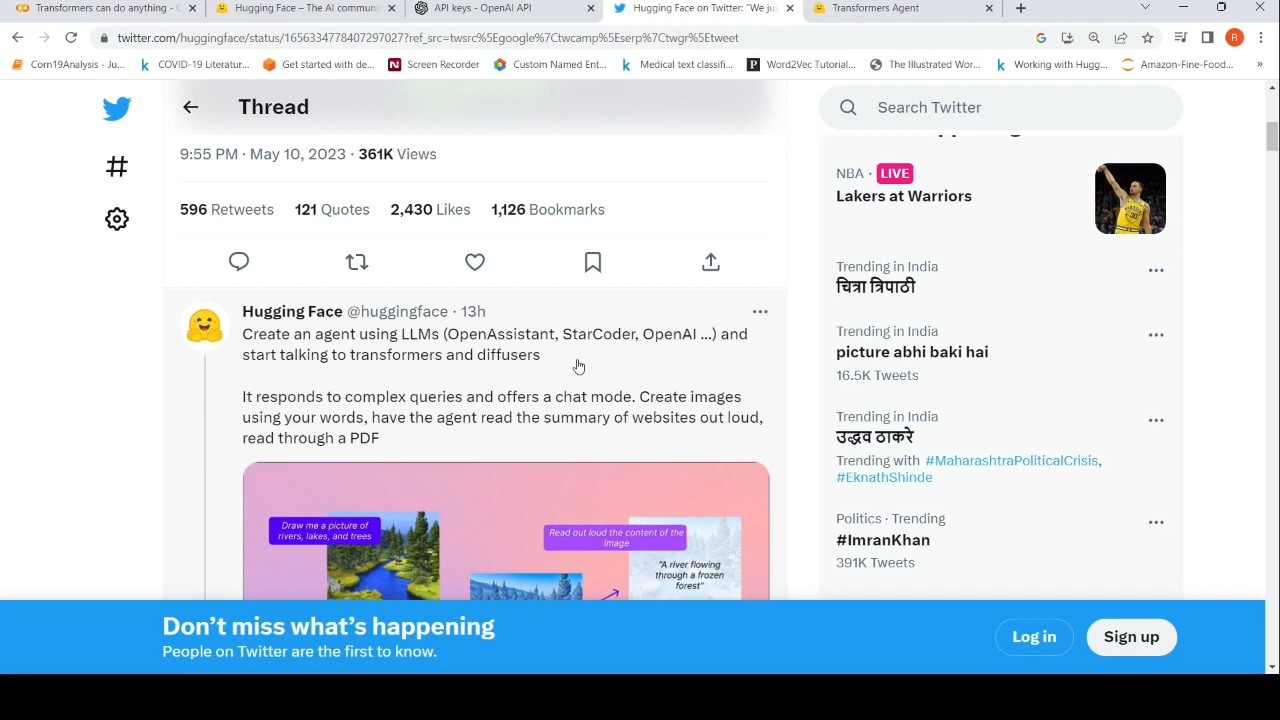 Transformers can do anything - C
Hugging Face – The AI communi
API keys - OpenAI API
Hugging Face on Twitter: "We jus
Transformers Agent
twitter.com/huggingface/status/1656334778407297027?ref_src=twsrc%5Egoogle%7Ctwcamp%5Eserp%7Ctwgr%5Etweet
Corn19Analysis - Ju...
COVID-19 Literatur...
Get started with de...
Screen Recorder
Custom Named Ent...
Medical text classifi...
Word2Vec Tutorial...
The Illustrated Wor...
Working with Hugg...
Amazon-Fine-Food...
Thread
9:55 PM · May 10, 2023 · 361K Views
596 Retweets 121 Quotes 2,430 Likes 1,126 Bookmarks
Hugging Face @huggingface · 13h
Create an agent using LLMs (OpenAssistant, StarCoder, OpenAI ...) and
start talking to transformers and diffusers
It responds to complex queries and offers a chat mode. Create images
using your words, have the agent read the summary of websites out loud,
read through a PDF
Draw me a picture of
rivers, lakes, and trees
Read out loud the content of the
image
"A river flowing
through a frozen
forest"
Search Twitter
NBA · LIVE
Lakers at Warriors
Trending in India
चित्रा त्रिपाठी
Trending in India
picture abhi baki hai
16.5K Tweets
Trending in India
उद्धव ठाकरे
Trending with #MaharashtraPoliticalCrisis,
#EknathShinde
Politics · Trending
#ImranKhan
391K Tweets
Don't miss what's happening
People on Twitter are the first to know.
Log in
Sign up